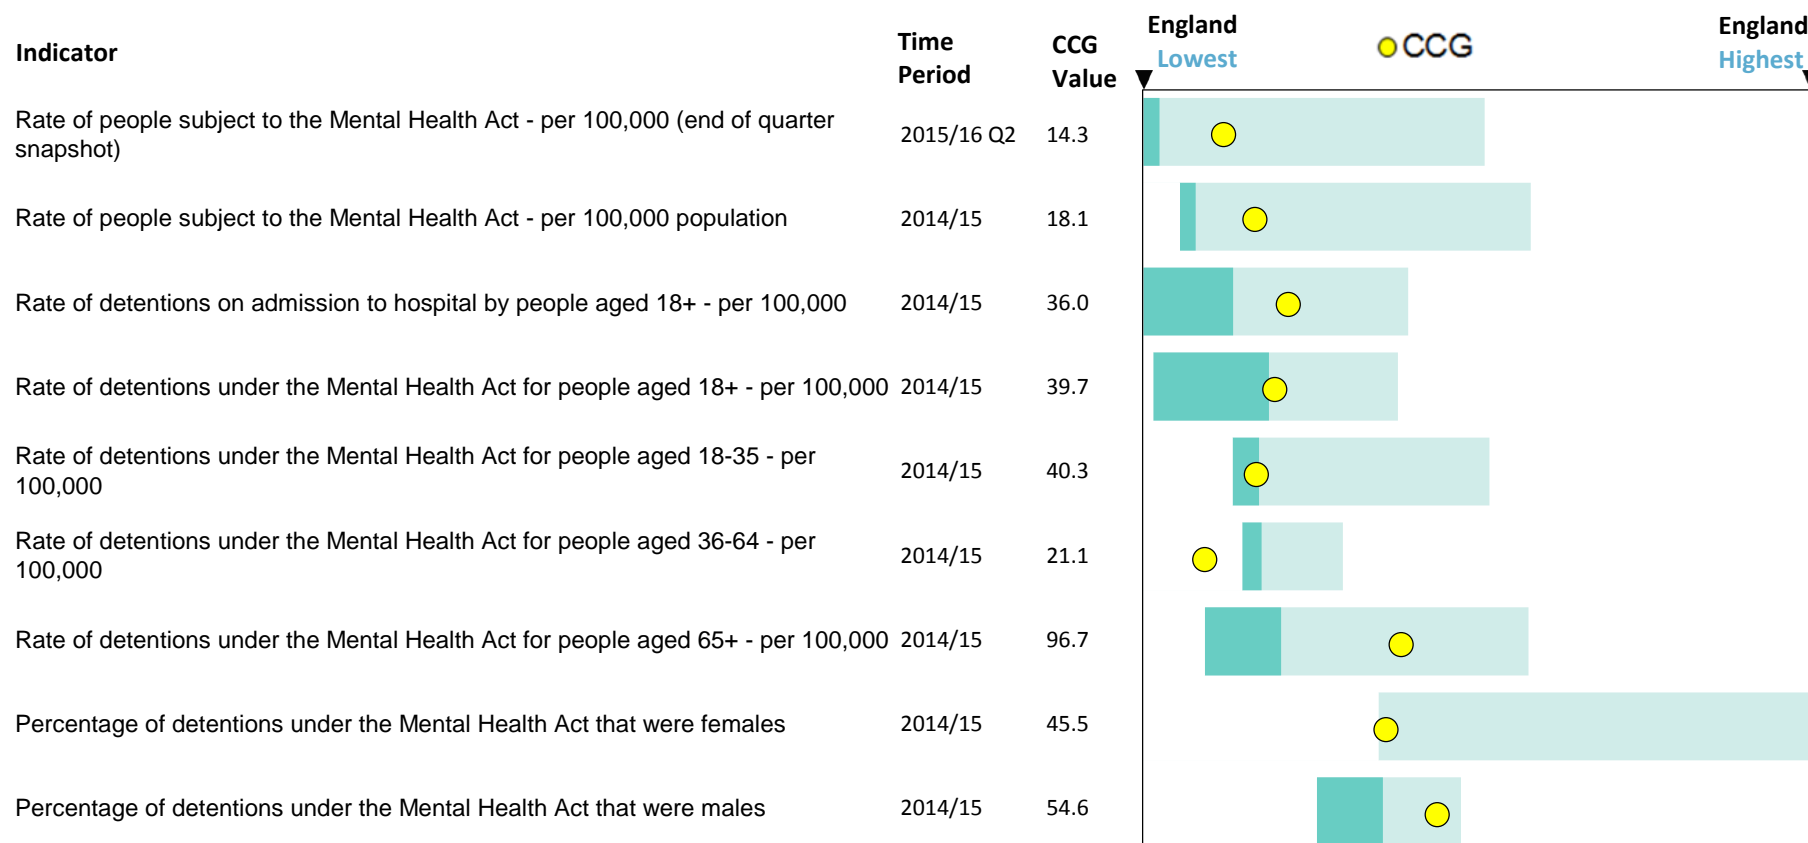 Indicator
Time Period
CCG Value
England Lowest
CCG
England Highest
Rate of people subject to the Mental Health Act - per 100,000 (end of quarter
snapshot)
2015/16 Q2
14.3
Rate of people subject to the Mental Health Act - per 100,000 population
2014/15
18.1
Rate of detentions on admission to hospital by people aged 18+ - per 100,000
2014/15
36.0
Rate of detentions under the Mental Health Act for people aged 18+ - per 100,000
2014/15
39.7
Rate of detentions under the Mental Health Act for people aged 18-35 - per
100,000
2014/15
40.3
Rate of detentions under the Mental Health Act for people aged 36-64 - per
100,000
2014/15
21.1
Rate of detentions under the Mental Health Act for people aged 65+ - per 100,000
2014/15
96.7
Percentage of detentions under the Mental Health Act that were females
2014/15
45.5
Percentage of detentions under the Mental Health Act that were males
2014/15
54.6